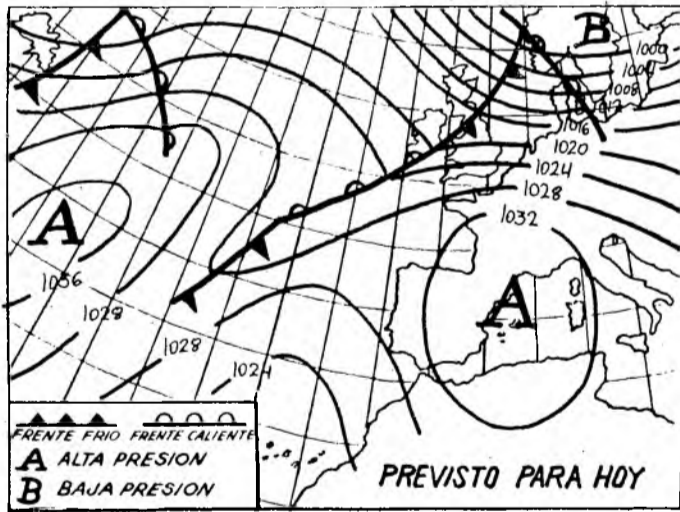 B
1000
1004
1008
1012
1016
1020
1024
1028
1032
A
1036
1028
1028
1024
A
FRENTE FRIO FRENTE CALIENTE
A ALTA PRESION
B BAJA PRESION
PREVISTO PARA HOY